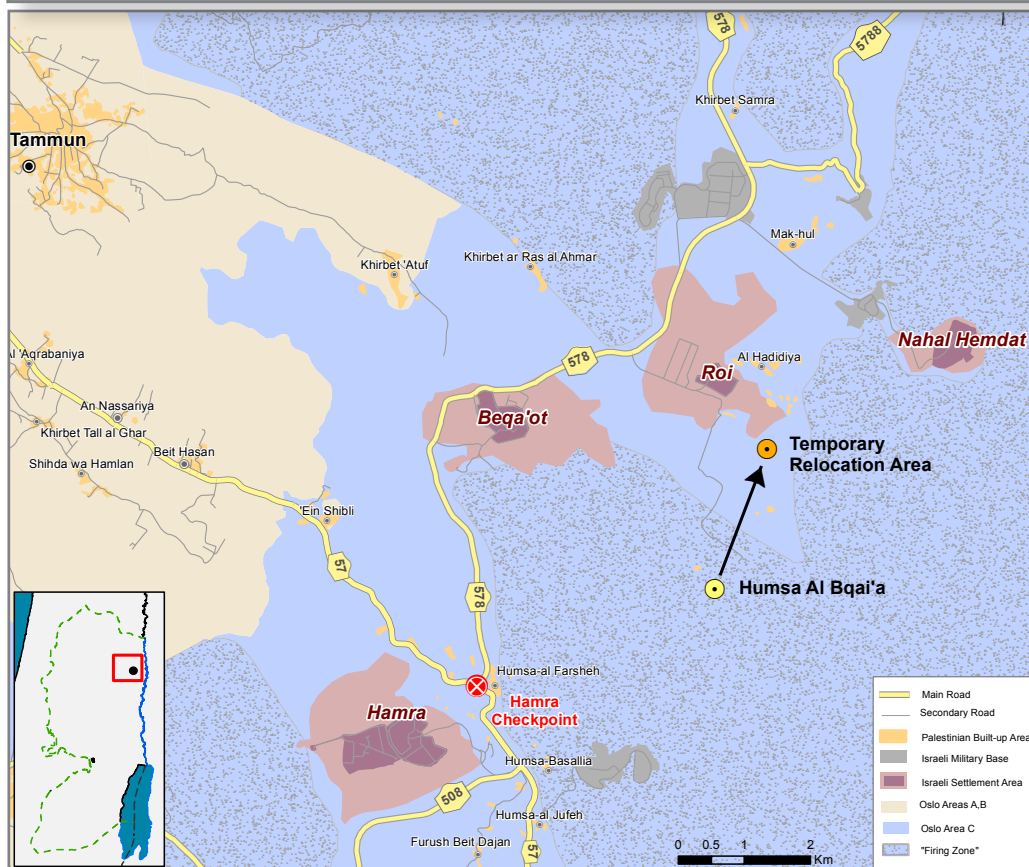 578
5788
Khirbet Samra
Tammun
Mak-hul
Khirbet 'Atuf
Khirbet ar Ras al Ahmar
Nahal Hemdat
578
Al Hadidiya
Roi
Al 'Aqrabaniya
Beqa'ot
An Nassariya
Khirbet Tall al Ghar
Beit Hasan
Shihda wa Hamlan
Temporary
Relocation Area
'Ein Shibli
57
578
Humsa Al Bqai'a
Humsa-al Farsheh
Hamra
Checkpoint
Hamra
Humsa-Basallia
508
Humsa-al Jufeh
Furush Beit Dajan
57
Main Road
Secondary Road
Palestinian Built-up Area
Israeli Military Base
Israeli Settlement Area
Oslo Areas A,B
Oslo Area C
"Firing Zone"
0 0.5 1 2
Km